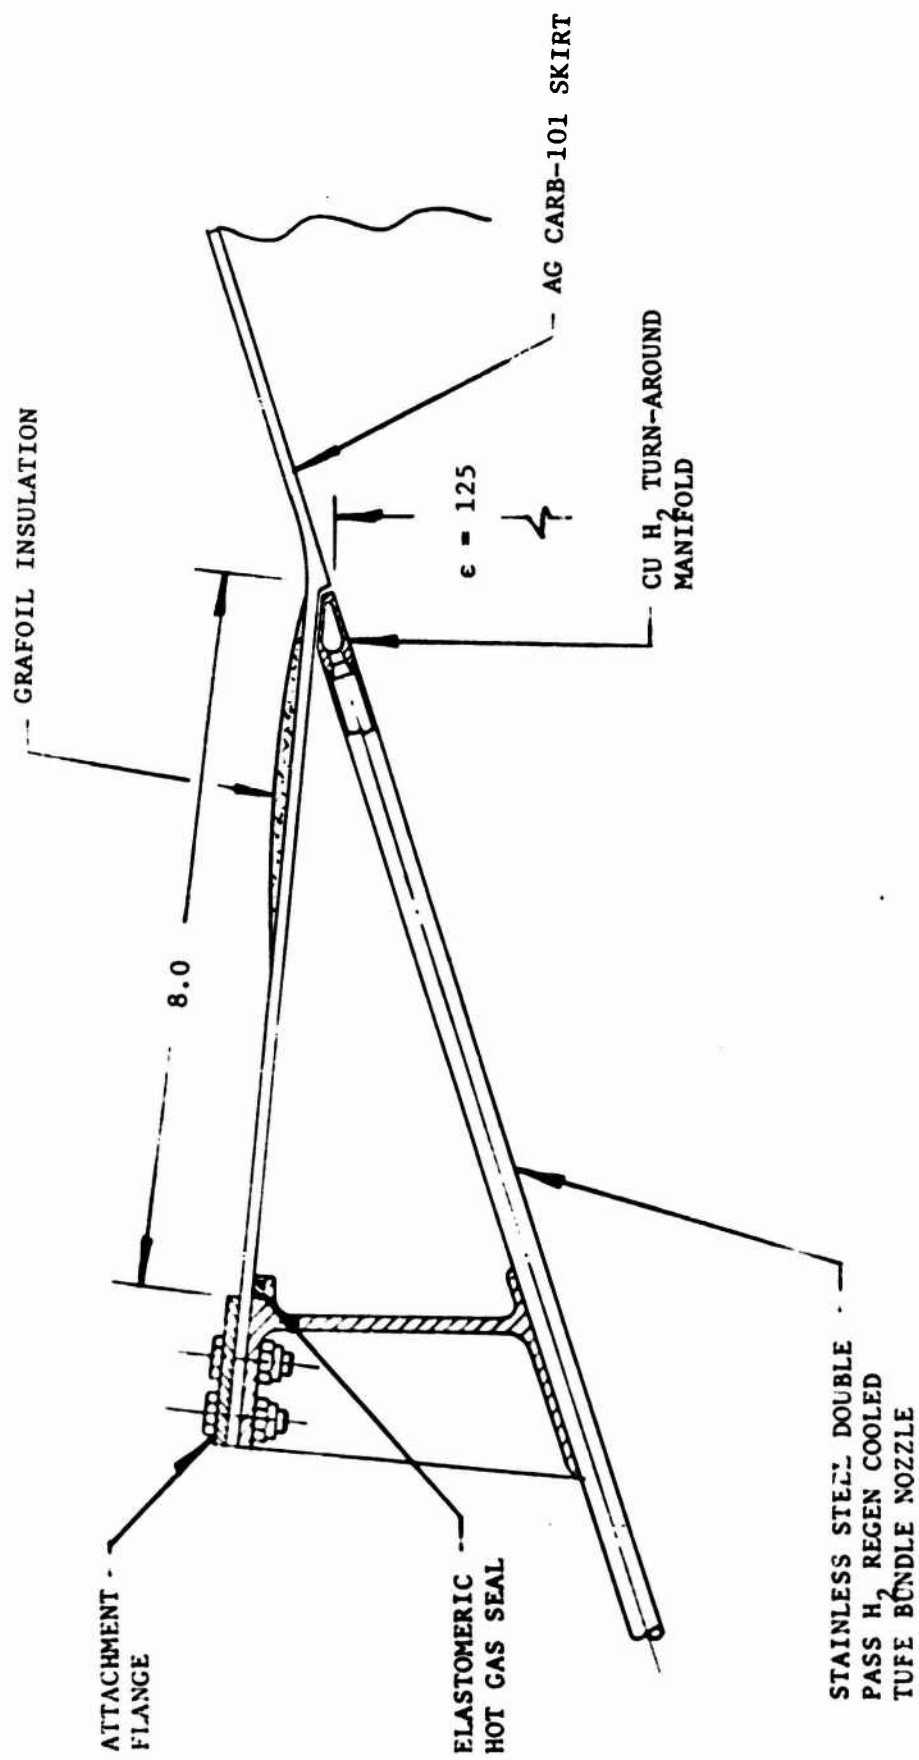 GRAFOIL INSULATION
8.0
AG CARB-101 SKIRT
ε = 125
CU H2 TURN-AROUND
MANIFOLD
ATTACHMENT
FLANGE
ELASTOMERIC
HOT GAS SEAL
STAINLESS STEEL DOUBLE
PASS H2 REGEN COOLED
TUFE BUNDLE NOZZLE